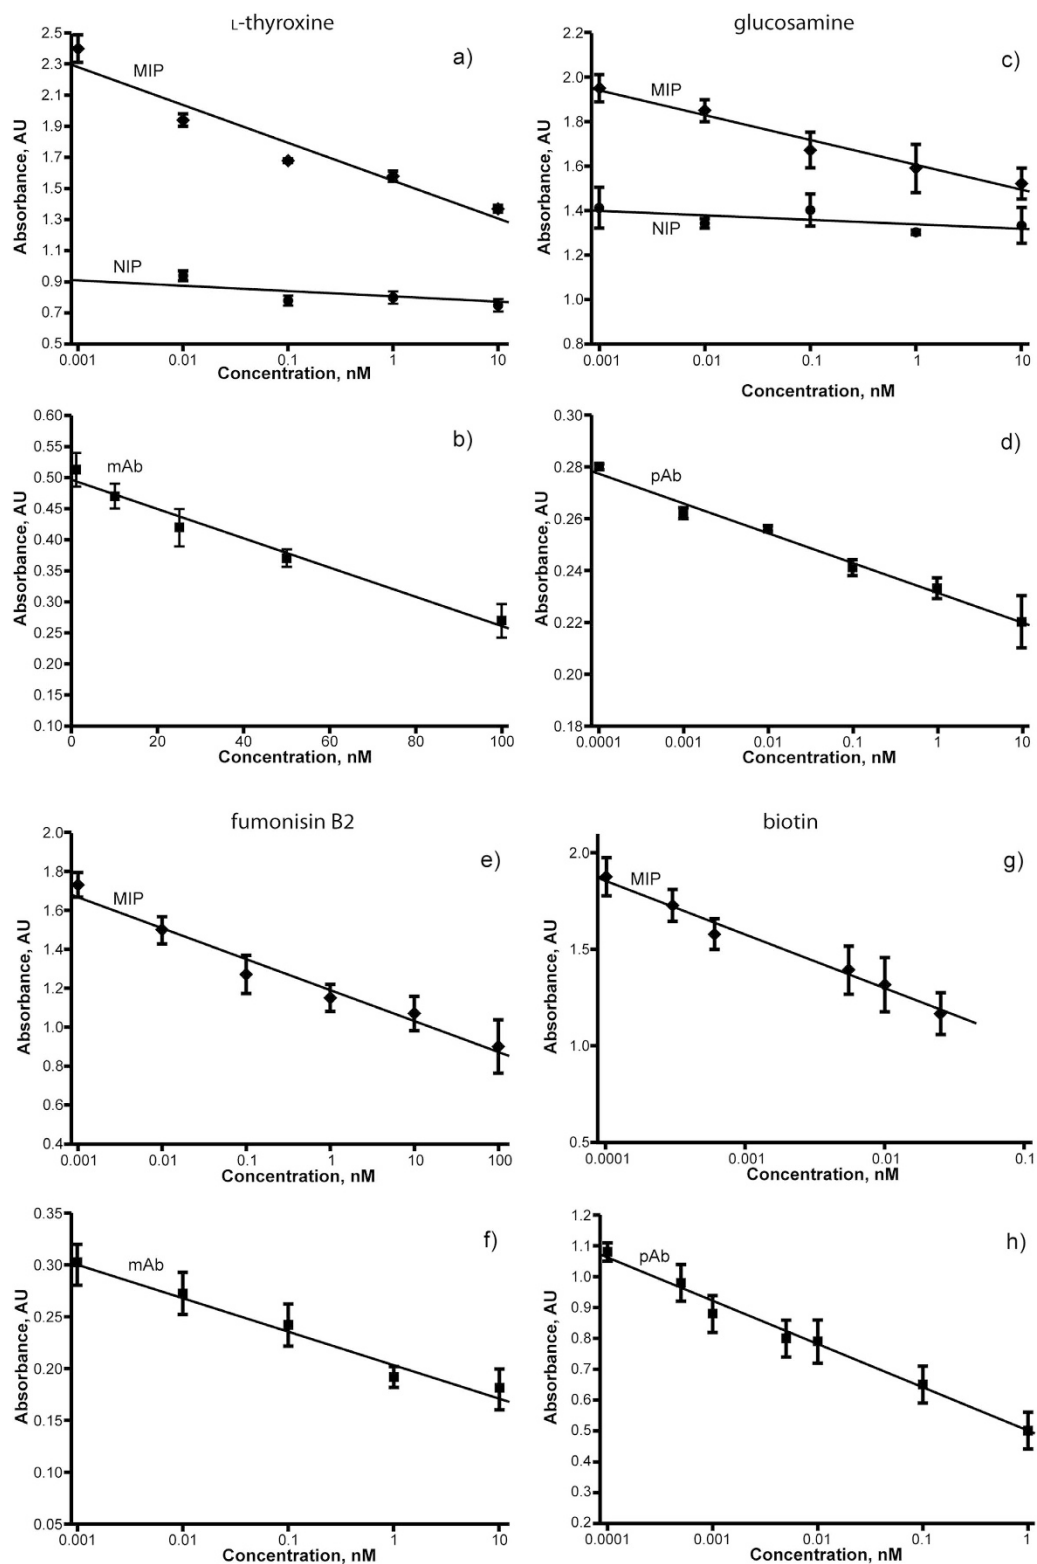 L-thyroxine
glucosamine
a)
Absorbance, AU
2.5
2.3
2.1
1.9
1.7
1.5
1.3
1.1
0.9
0.7
0.5
MIP
NIP
0.001 0.01 0.1 1 10
Concentration, nM
c)
Absorbance, AU
2.2
2.0
1.8
1.6
1.4
1.2
1.0
0.8
MIP
NIP
0.001 0.01 0.1 1 10
Concentration, nM
b)
Absorbance, AU
0.60
0.55
0.50
0.45
0.40
0.35
0.30
0.25
0.20
0.15
0.10
mAb
0 20 40 60 80 100
Concentration, nM
d)
Absorbance, AU
0.30
0.28
0.26
0.24
0.22
0.20
0.18
pAb
0.0001 0.001 0.01 0.1 1 10
Concentration, nM
fumonisin B2
biotin
e)
Absorbance, AU
2.0
1.8
1.6
1.4
1.2
1.0
0.8
0.6
0.4
MIP
0.001 0.01 0.1 1 10 100
Concentration, nM
g)
Absorbance, AU
2.0
1.5
1.0
0.5
MIP
0.0001 0.001 0.01 0.1
Concentration, nM
f)
Absorbance, AU
0.35
0.30
0.25
0.20
0.15
0.10
0.05
mAb
0.001 0.01 0.1 1 10
Concentration, nM
h)
Absorbance, AU
1.2
1.1
1.0
0.9
0.8
0.7
0.6
0.5
0.4
0.3
0.2
pAb
0.0001 0.001 0.01 0.1 1
Concentration, nM